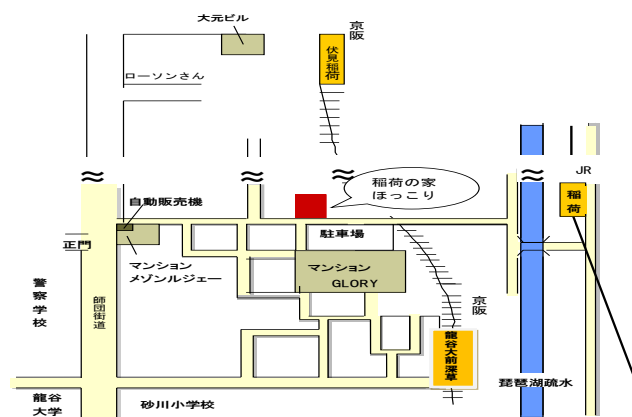 大元ビル
京阪
伏見稲荷
ローソンさん
JR
稲荷の家
ほっこり
稲荷
自動販売機
駐車場
正門
マンション
メゾンルジェー
マンション
GLORY
警察学校
師団街道
京阪
龍谷大前深草
琵琶湖疏水
龍谷
大学
砂川小学校